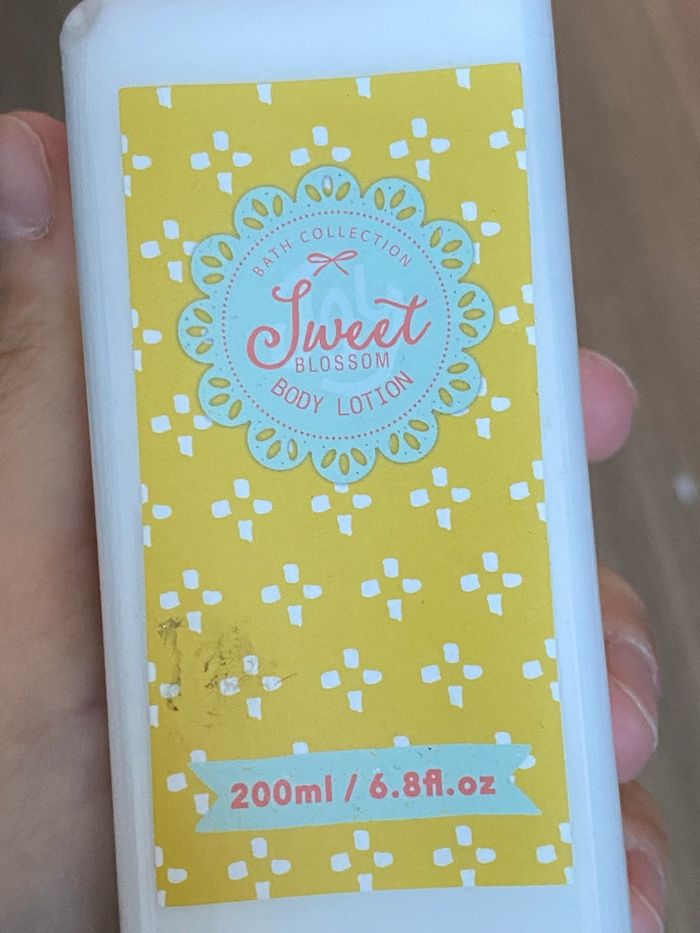 BATH COLLECTION
Sweet
BLOSSOM
BODY LOTION
200ml / 6.8fl.oz